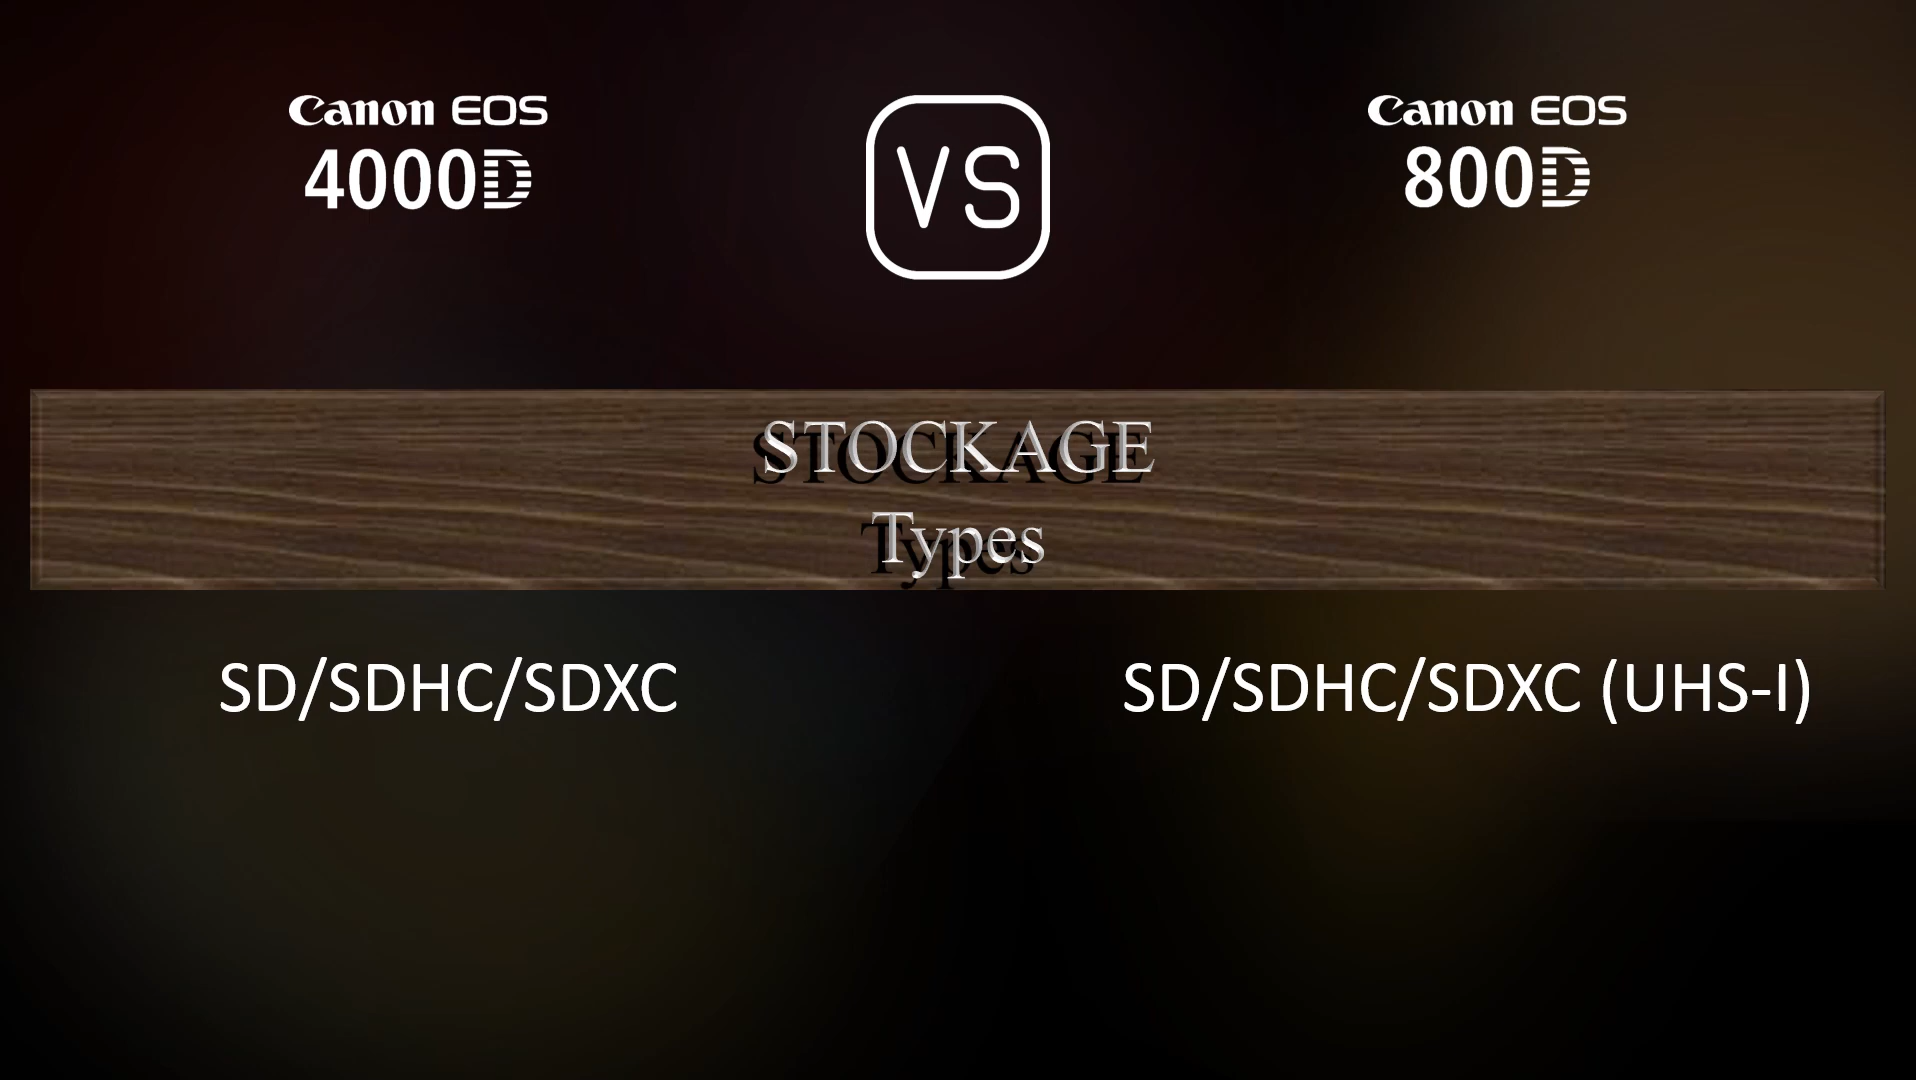 Canon EOS
4000D
VS
Canon EOS
800D
STOCKAGE
Types
SD/SDHC/SDXC
SD/SDHC/SDXC (UHS-I)